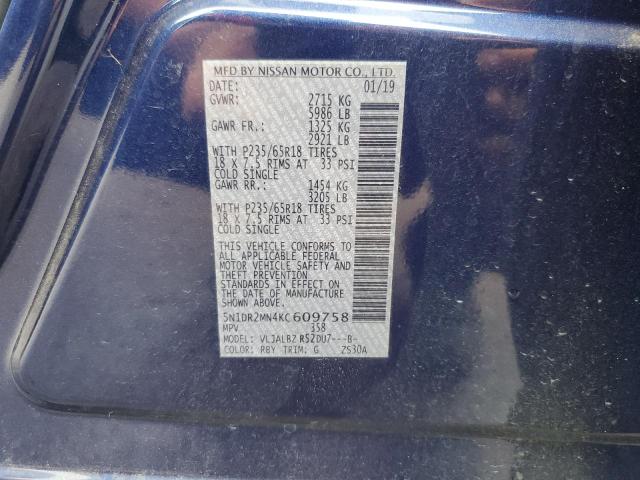 MFD BY NISSAN MOTOR CO., LTD.
DATE: 01/19
GVWR: 2715 KG
5986 LB
GAWR FR.: 1325 KG
2921 LB
WITH P235/65R18 TIRES
18 X 7.5 RIMS AT 33 PSI
COLD SINGLE
GAWR RR.: 1454 KG
3205 LB
WITH P235/65R18 TIRES
18 X 7.5 RIMS AT 33 PSI
COLD SINGLE
THIS VEHICLE CONFORMS TO
ALL APPLICABLE FEDERAL
MOTOR VEHICLE SAFETY AND
THEFT PREVENTION
STANDARDS IN EFFECT ON
THE DATE OF MANUFACTURE
SHOWN ABOVE.
5N1DR2MN4KC609758
MPV 358
MODEL: VLJALBZ RS2DU7---B-
COLOR: RBY TRIM: G ZS30A